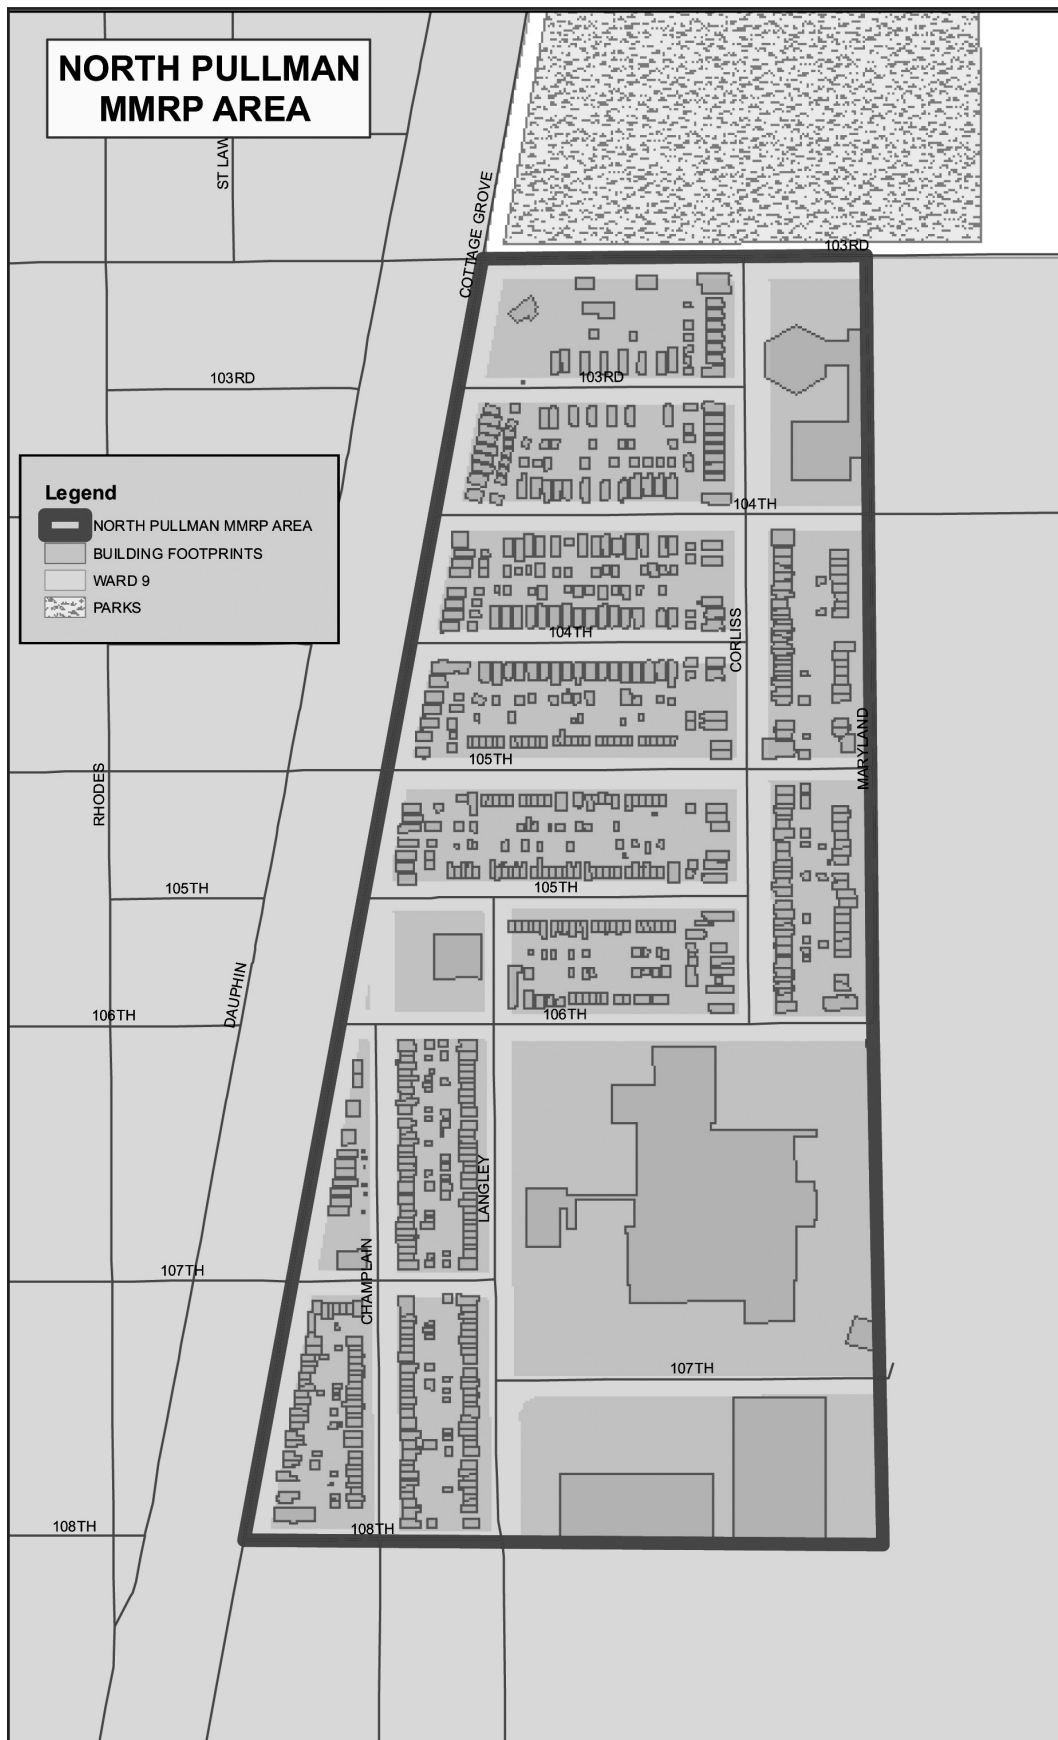 NORTH PULLMAN
MMRP AREA
ST LAW
COTTAGE GROVE
103RD
103RD
103RD
Legend
NORTH PULLMAN MMRP AREA
BUILDING FOOTPRINTS
WARD 9
PARKS
104TH
104TH
CORLISS
MARYLAND
105TH
RHODES
105TH
105TH
DAUPHIN
106TH
106TH
LANGLEY
CHAMPLAIN
107TH
107TH
108TH
108TH